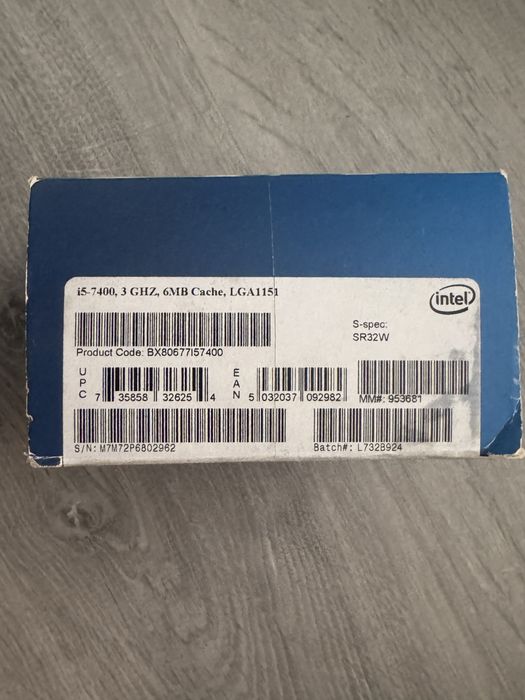 i5-7400, 3 GHZ, 6MB Cache, LGA1151
intel
S-spec:
SR32W
Product Code: BX80677I57400
UPC 7 35858 32625 4
EAN 5 032037 092982
MM#: 953681
S/N: M7M72P6802962
Batch#: L732B924